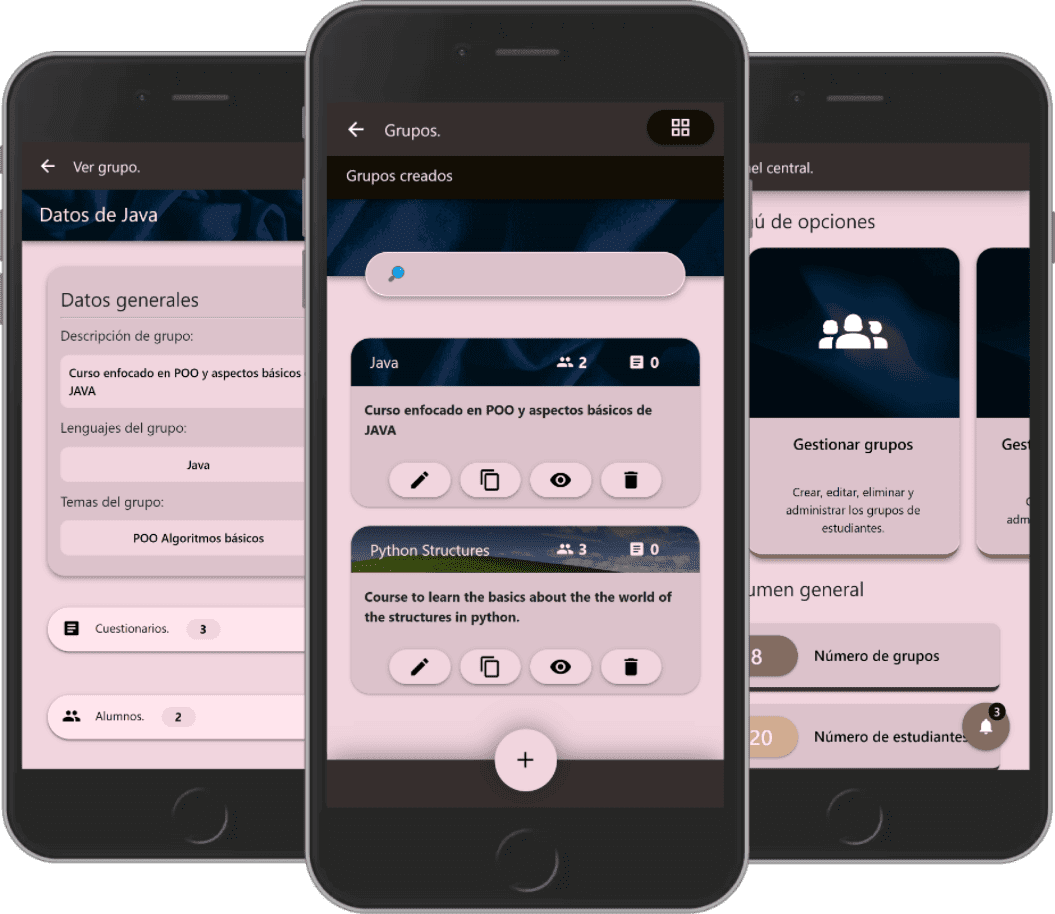 Ver grupo.
Datos de Java
Datos generales
Descripción de grupo:
Curso enfocado en POO y aspectos básicos
JAVA
Lenguajes del grupo:
Java
Temas del grupo:
POO Algoritmos básicos
Cuestionarios. 3
Alumnos. 2
Grupos.
Grupos creados
Java 2 0
Curso enfocado en POO y aspectos básicos de
JAVA
Python Structures 3 0
Course to learn the basics about the the world of
the structures in python.
+
el central.
ú de opciones
Gestionar grupos
Gest
Crear, editar, eliminar y
administrar los grupos de
estudiantes.
adm
umen general
8 Número de grupos
20 Número de estudiantes
3